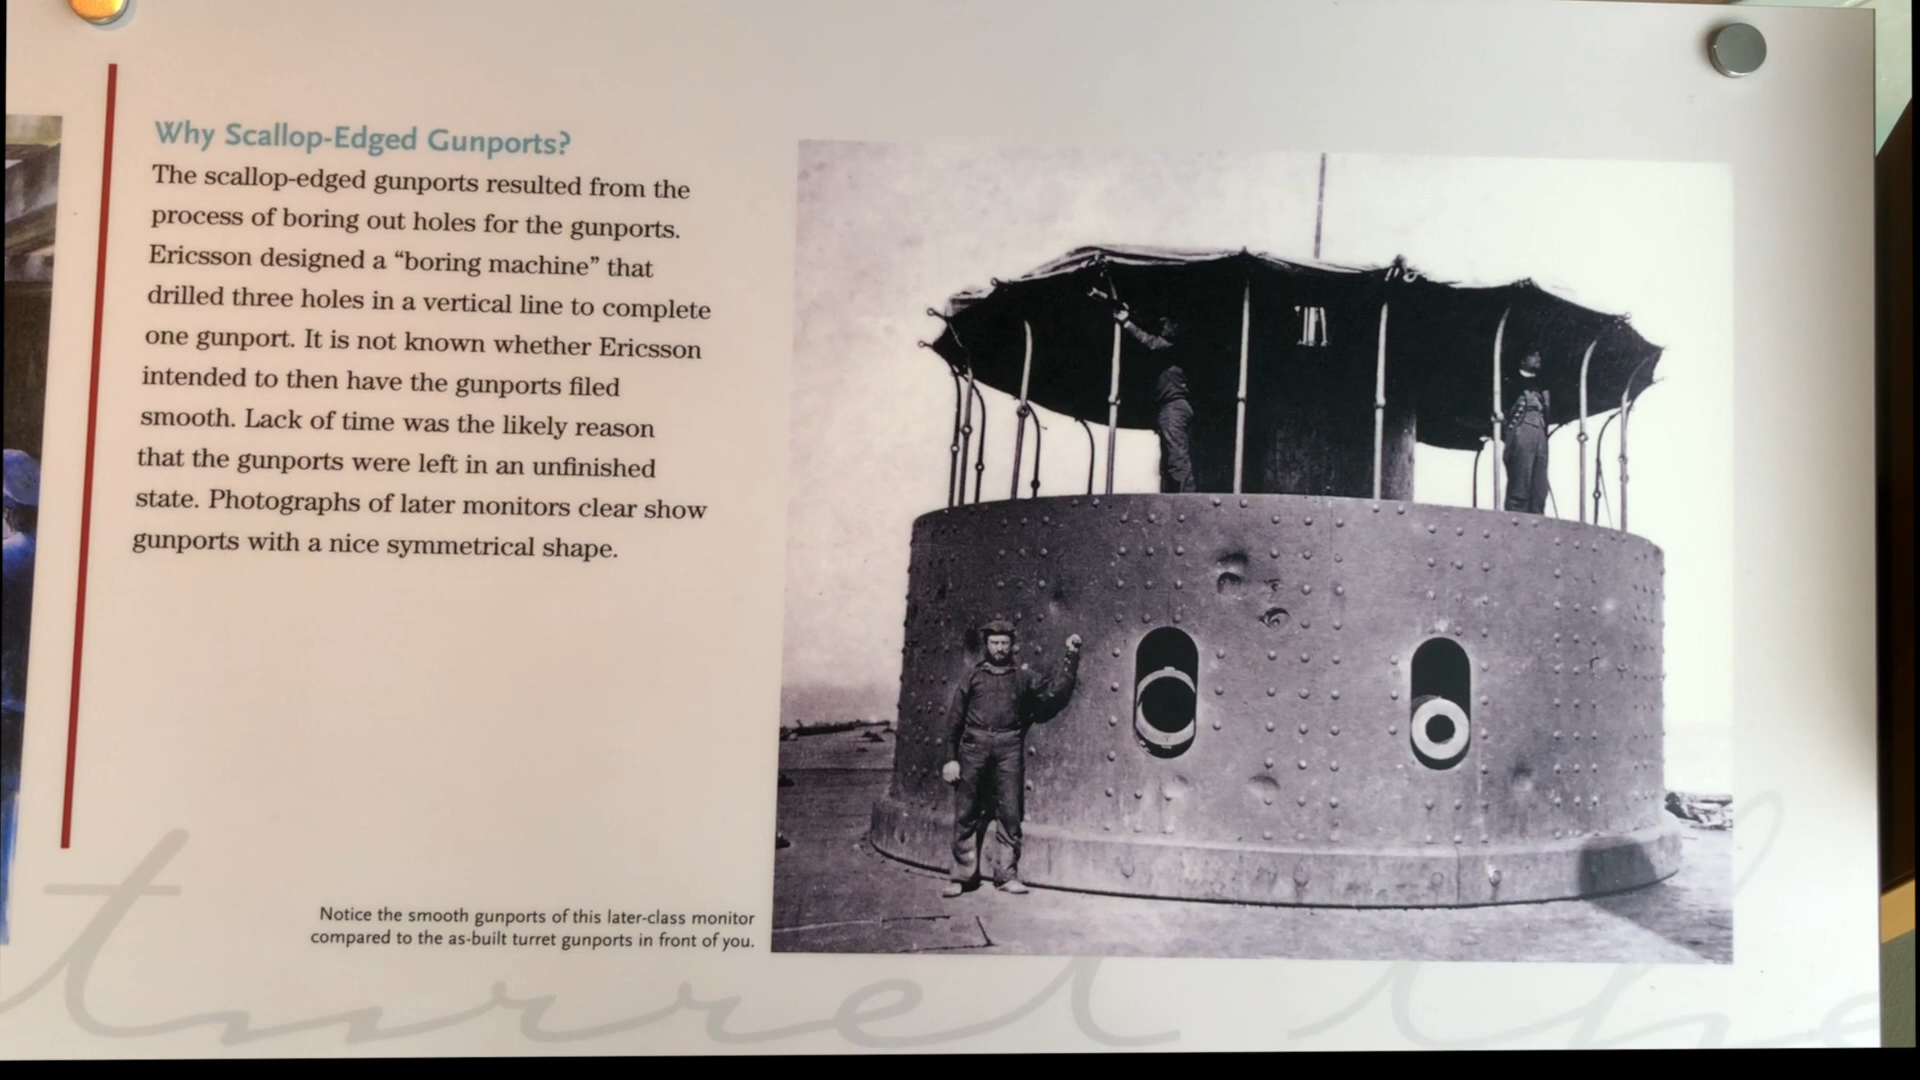 Why Scallop-Edged Gunports?
The scallop-edged gunports resulted from the
process of boring out holes for the gunports.
Ericsson designed a “boring machine” that
drilled three holes in a vertical line to complete
one gunport. It is not known whether Ericsson
intended to then have the gunports filed
smooth. Lack of time was the likely reason
that the gunports were left in an unfinished
state. Photographs of later monitors clear show
gunports with a nice symmetrical shape.
Notice the smooth gunports of this later-class monitor
compared to the as-built turret gunports in front of you.
turret the